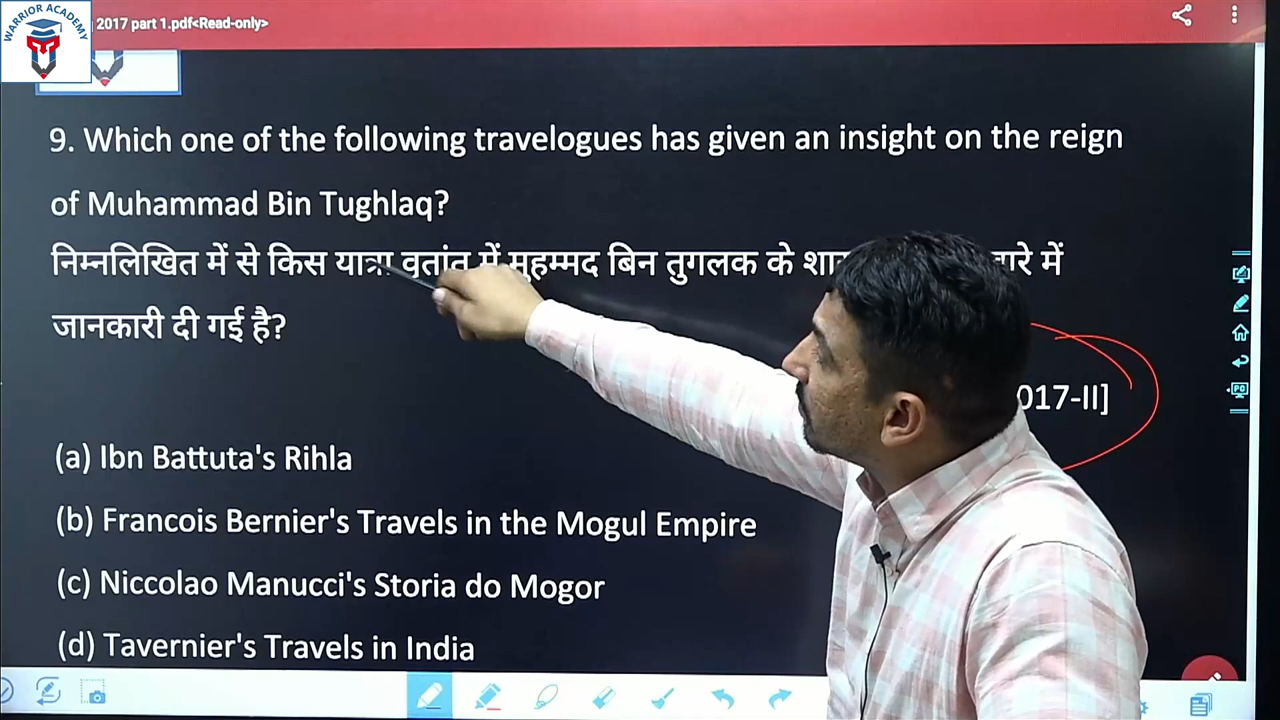 WARRIOR ACADEMY
2017 part 1.pdf<Read-only>
9. Which one of the following travelogues has given an insight on the reign
of Muhammad Bin Tughlaq?
निम्नलिखित में से किस यात्रा वृतांत में मुहम्मद बिन तुगलक के में
जानकारी दी गई है?
017-II]
(a) Ibn Battuta's Rihla
(b) Francois Bernier's Travels in the Mogul Empire
(c) Niccolao Manucci's Storia do Mogor
(d) Tavernier's Travels in India
PC